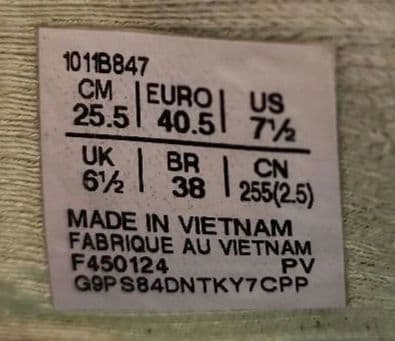 1011B847
CM | EURO | US
25.5 | 40.5 | 7½
UK | BR | CN
6½ | 38 | 255(2.5)
MADE IN VIETNAM
FABRIQUE AU VIETNAM
F450124 PV
G9PS84DNTKY7CPP